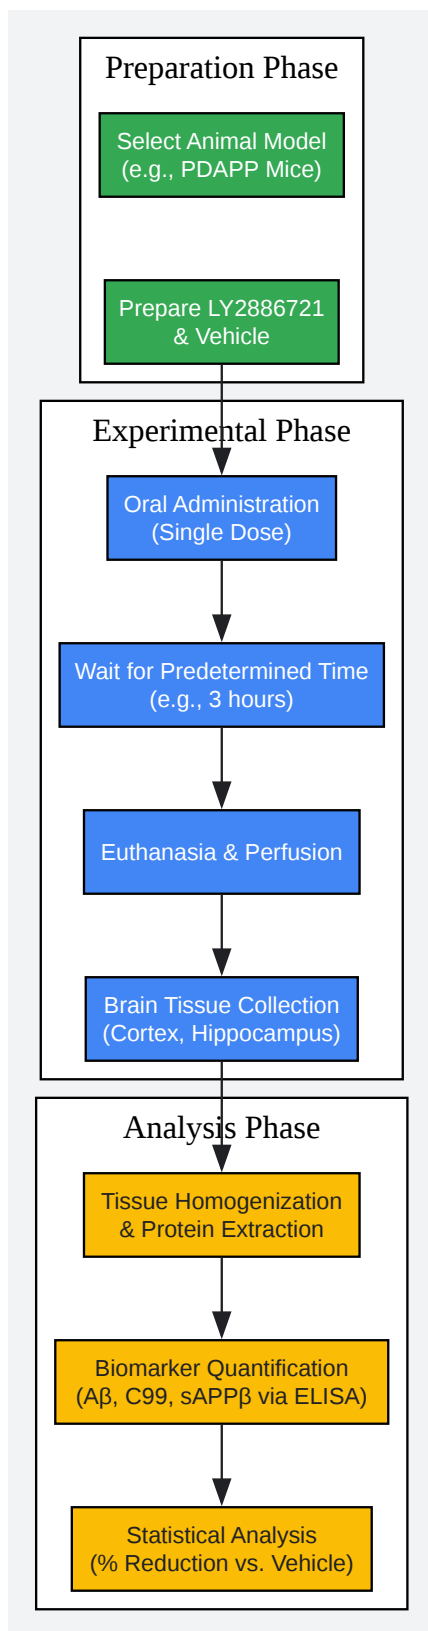 Preparation Phase
Select Animal Model
(e.g., PDAPP Mice)
Prepare LY2886721
& Vehicle
Experimental Phase
Oral Administration
(Single Dose)
Wait for Predetermined Time
(e.g., 3 hours)
Euthanasia & Perfusion
Brain Tissue Collection
(Cortex, Hippocampus)
Analysis Phase
Tissue Homogenization
& Protein Extraction
Biomarker Quantification
(Aβ, C99, sAPPβ via ELISA)
Statistical Analysis
(% Reduction vs. Vehicle)